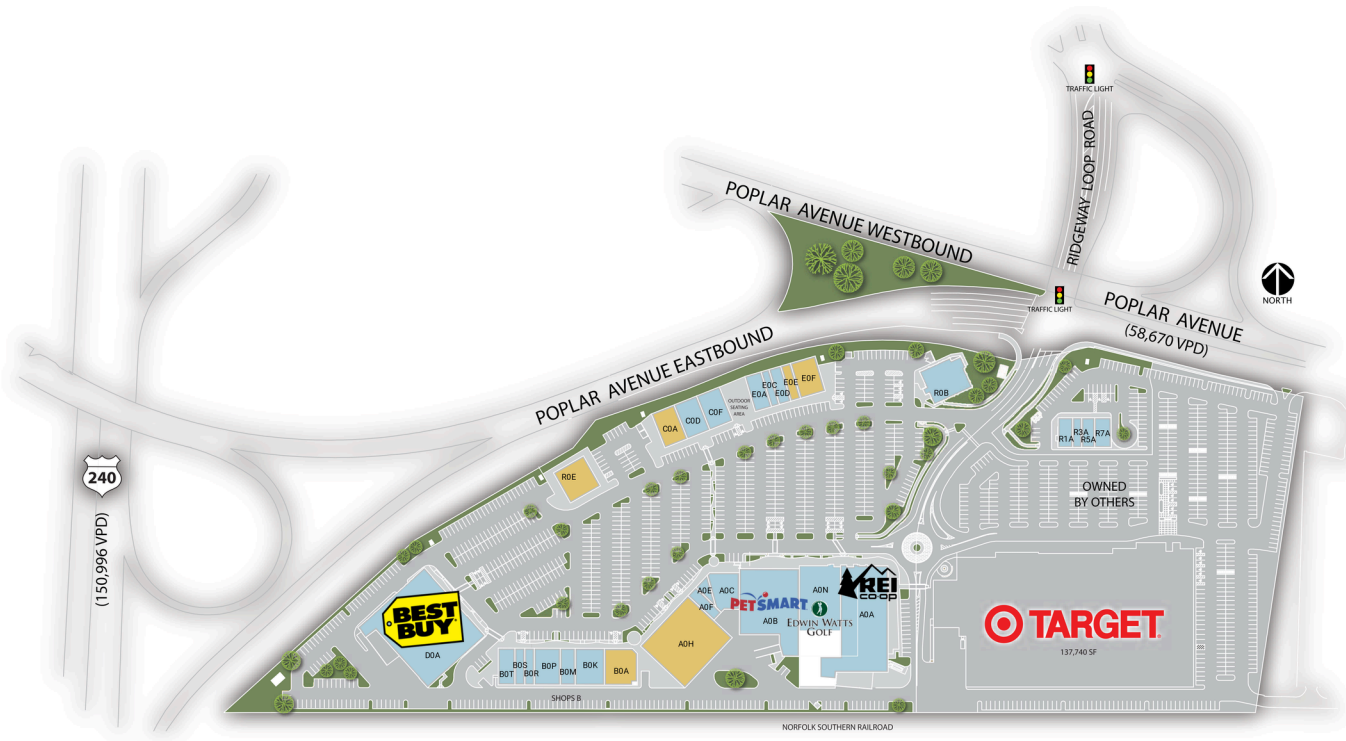 TRAFFIC LIGHT
RIDGEWAY LOOP ROAD
POPLAR AVENUE WESTBOUND
NORTH
TRAFFIC LIGHT
POPLAR AVENUE
(58,670 VPD)
POPLAR AVENUE EASTBOUND
240
(150,996 VPD)
R0E
C0A
C0D
C0F
OUTDOOR
SEATING
AREA
E0A
E0C
E0D
E0E
E0F
R0B
R1A
R3A
R5A
R7A
OWNED
BY OTHERS
BEST
BUY
D0A
B0T
B0S
B0R
B0P
B0M
B0K
B0A
SHOPS B
A0H
A0E
A0F
A0C
PETSMART
A0B
A0N
EDWIN WATTS
GOLF
REI
CO·OP
A0A
TARGET
137,740 SF
NORFOLK SOUTHERN RAILROAD